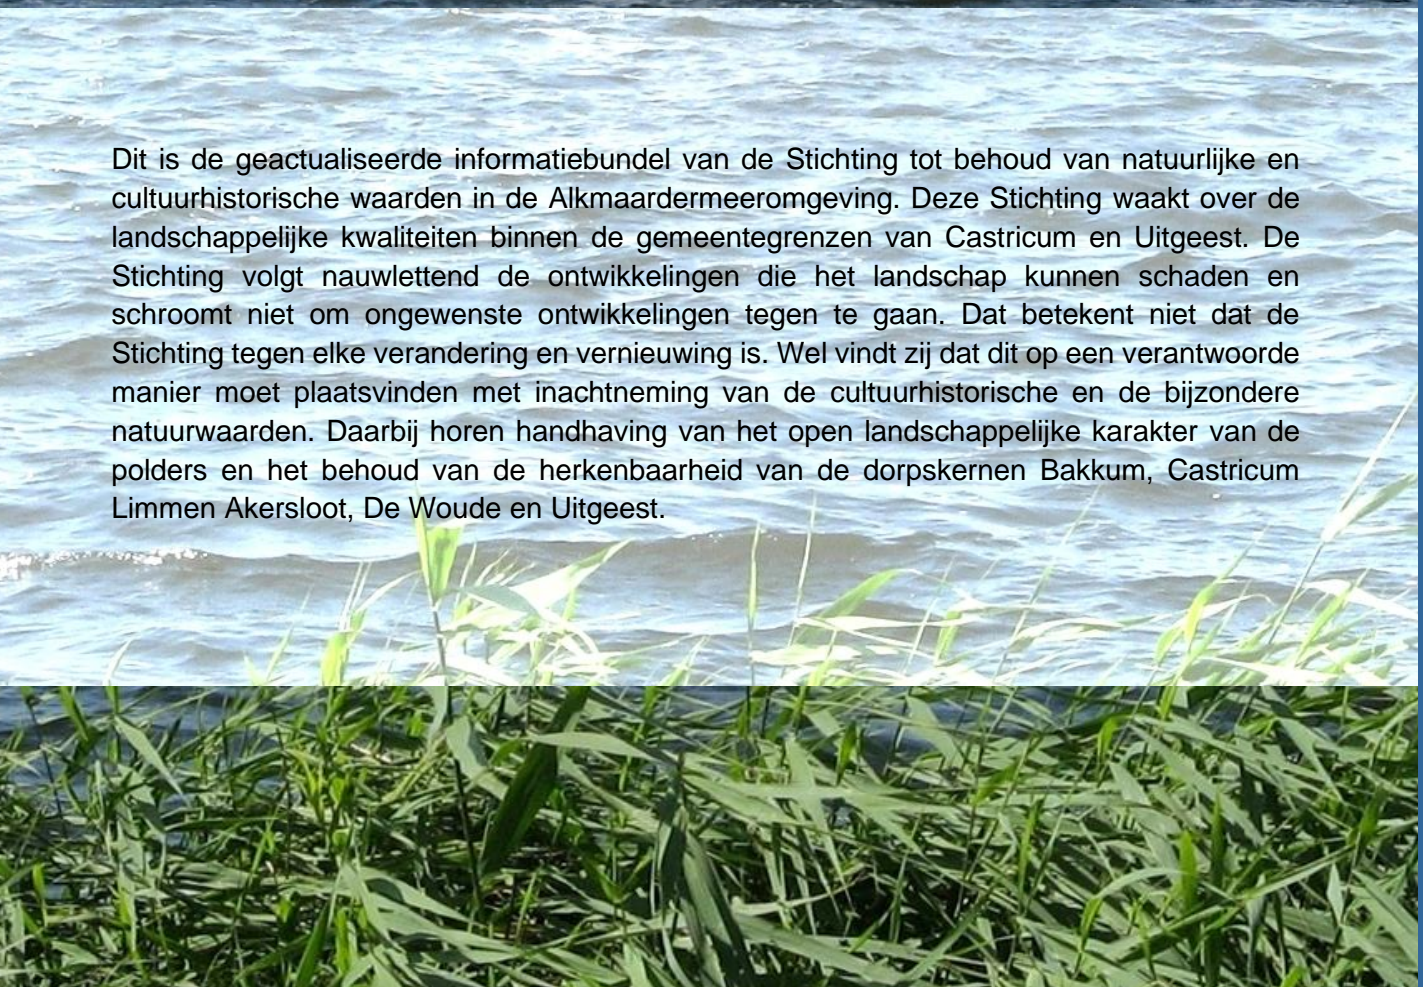 Dit is de geactualiseerde informatiebundel van de Stichting tot behoud van natuurlijke en
cultuurhistorische waarden in de Alkmaardermeeromgeving. Deze Stichting waakt over de
landschappelijke kwaliteiten binnen de gemeentegrenzen van Castricum en Uitgeest. De
Stichting volgt nauwlettend de ontwikkelingen die het landschap kunnen schaden en
schroomt niet om ongewenste ontwikkelingen tegen te gaan. Dat betekent niet dat de
Stichting tegen elke verandering en vernieuwing is. Wel vindt zij dat dit op een verantwoorde
manier moet plaatsvinden met inachtneming van de cultuurhistorische en de bijzondere
natuurwaarden. Daarbij horen handhaving van het open landschappelijke karakter van de
polders en het behoud van de herkenbaarheid van de dorpskernen Bakkum, Castricum
Limmen Akersloot, De Woude en Uitgeest.